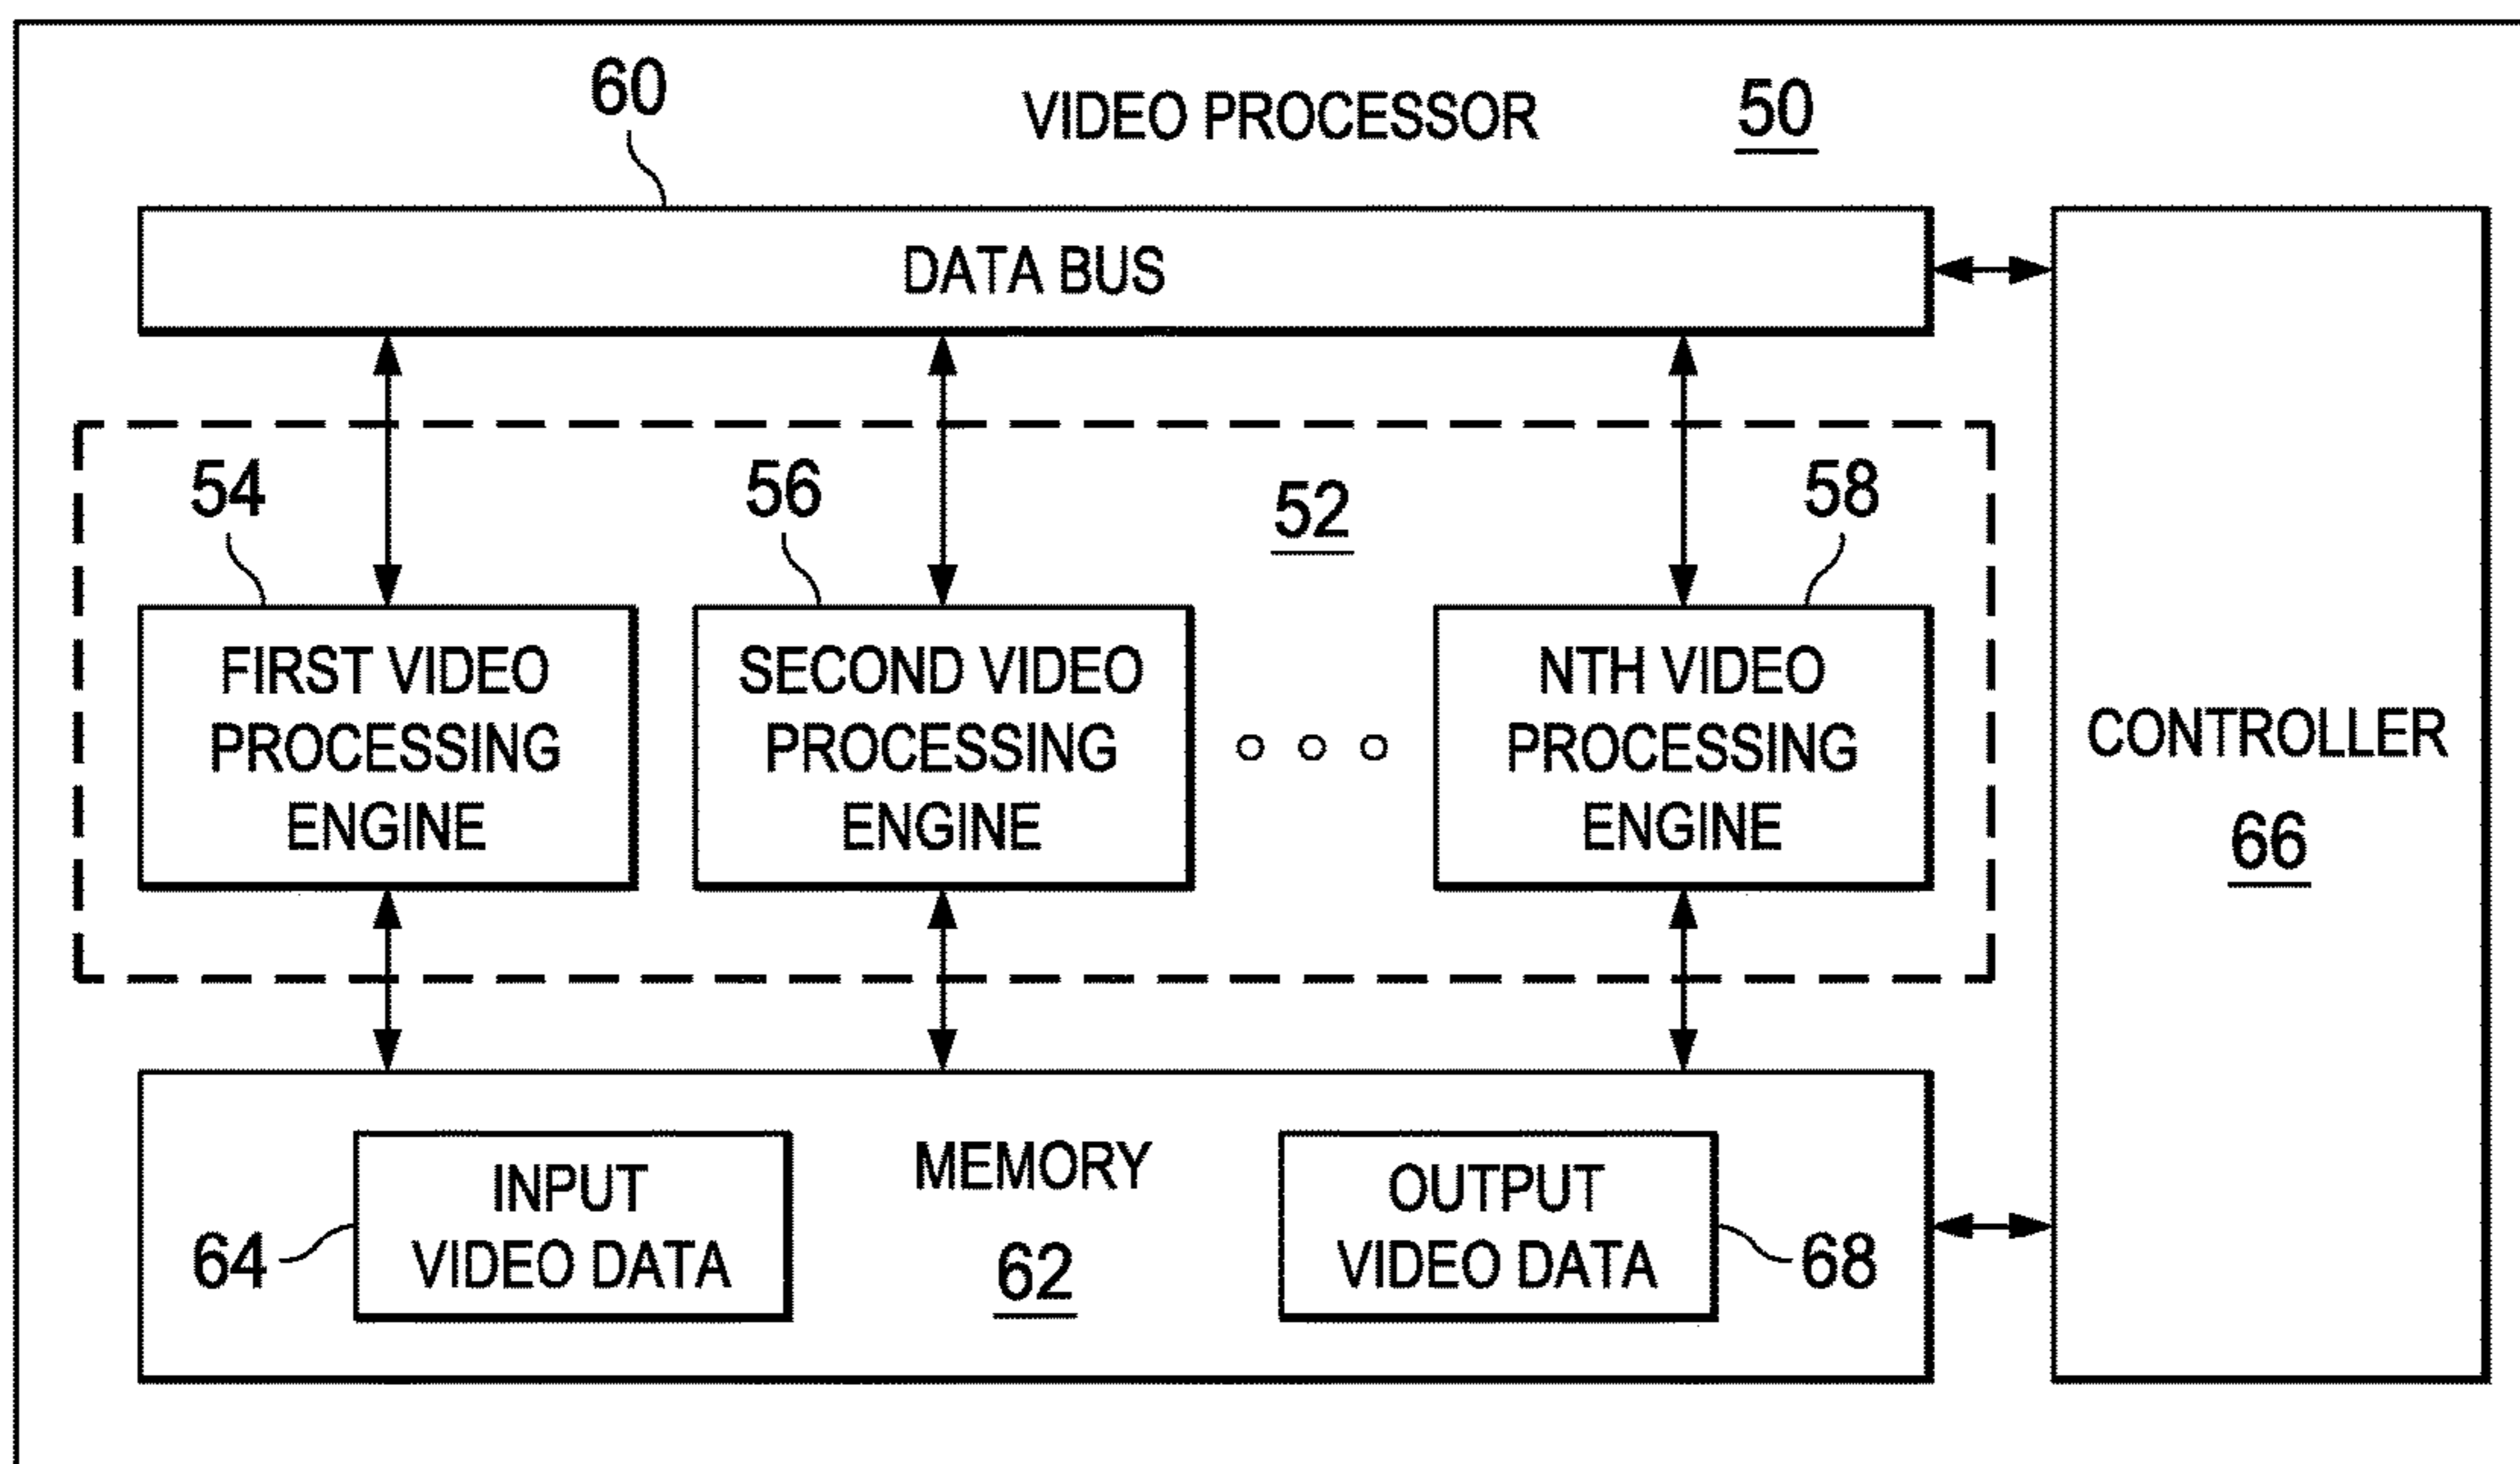 60
VIDEO PROCESSOR 50
DATA BUS
54
56
52
58
FIRST VIDEO
PROCESSING
ENGINE
SECOND VIDEO
PROCESSING
ENGINE
NTH VIDEO
PROCESSING
ENGINE
CONTROLLER
66
MEMORY
62
INPUT
VIDEO DATA
64
OUTPUT
VIDEO DATA
68